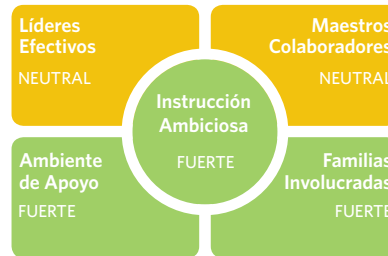 Líderes
Efectivos
NEUTRAL
Maestros
Colaboradores
NEUTRAL
Instrucción
Ambiciosa
FUERTE
Ambiente
de Apoyo
FUERTE
Familias
Involucradas
FUERTE